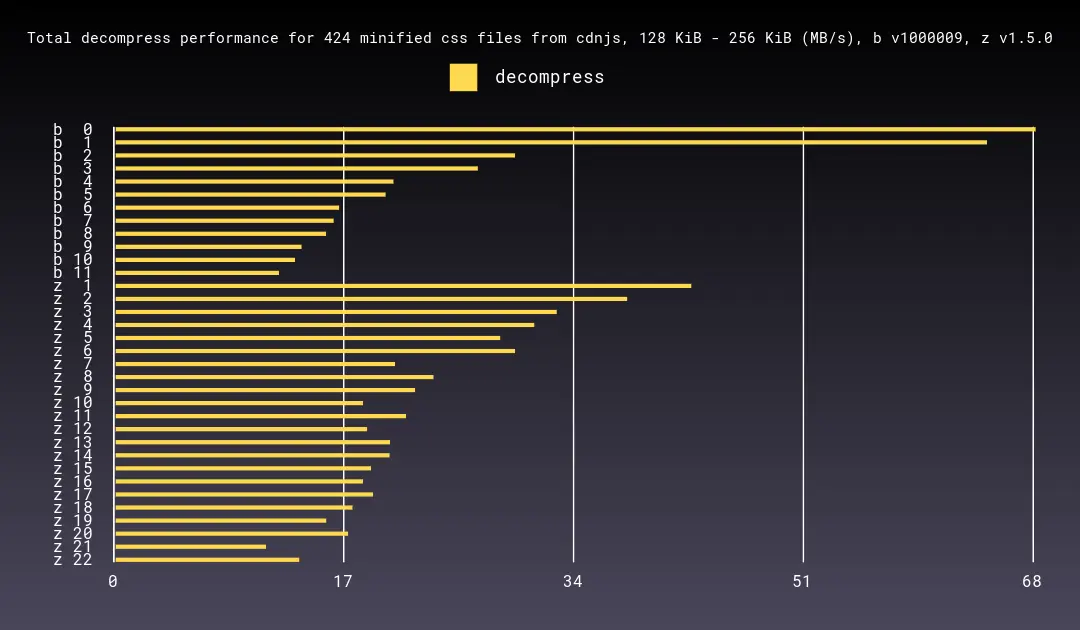 Total decompress performance for 424 minified css files from cdnjs, 128 KiB - 256 KiB (MB/s), b v1000009, z v1.5.0
decompress
b 0
b 1
b 2
b 3
b 4
b 5
b 6
b 7
b 8
b 9
b 10
b 11
z 1
z 2
z 3
z 4
z 5
z 6
z 7
z 8
z 9
z 10
z 11
z 12
z 13
z 14
z 15
z 16
z 17
z 18
z 19
z 20
z 21
z 22
0 17 34 51 68